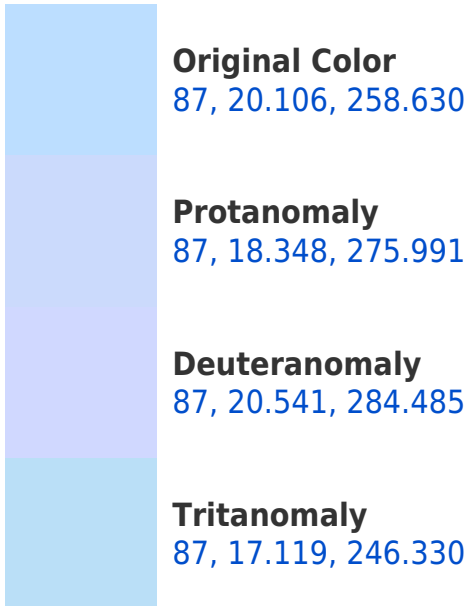 Original Color
87, 20.106, 258.630
Protanomaly
87, 18.348, 275.991
Deuteranomaly
87, 20.541, 284.485
Tritanomaly
87, 17.119, 246.330